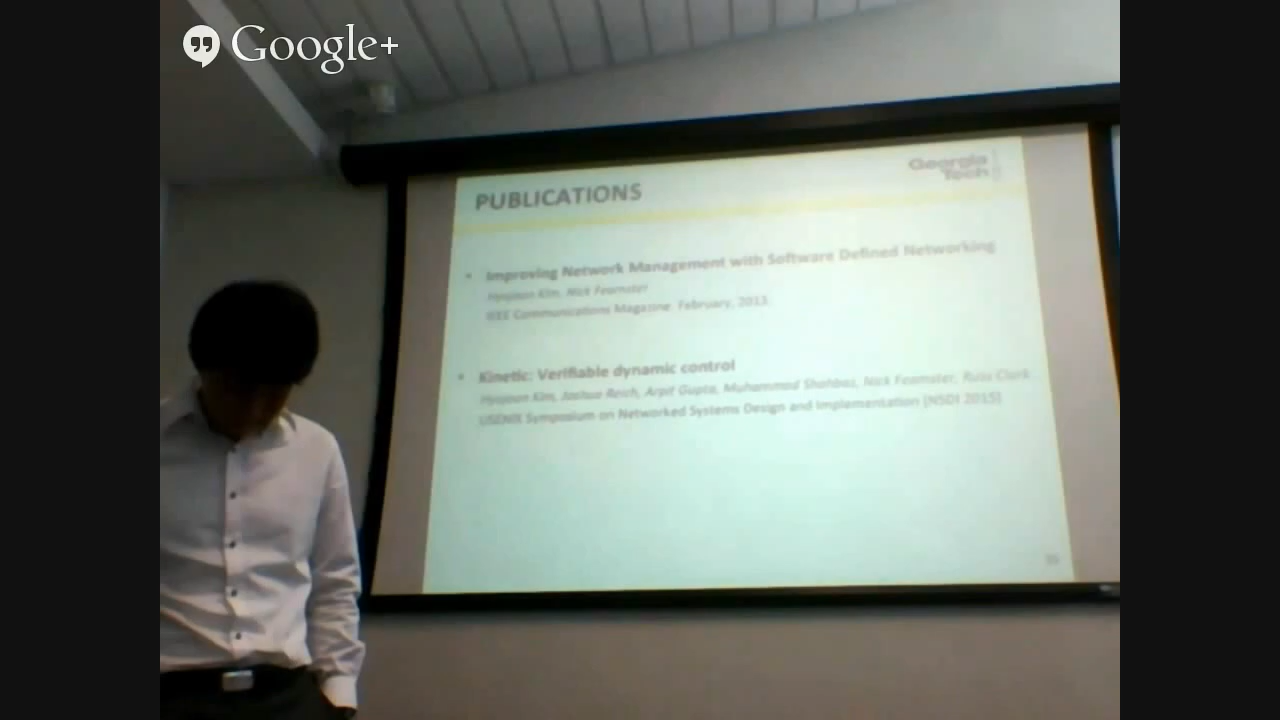 Google+
Georgia
Tech
PUBLICATIONS
• Improving Network Management with Software Defined Networking
Hyojoon Kim, Nick Feamster
IEEE Communications Magazine. February, 2013
• Kinetic: Verifiable dynamic control
Hyojoon Kim, Joshua Reich, Arpit Gupta, Muhammad Shahbaz, Nick Feamster, Russ Clark
USENIX Symposium on Networked Systems Design and Implementation (NSDI 2015)